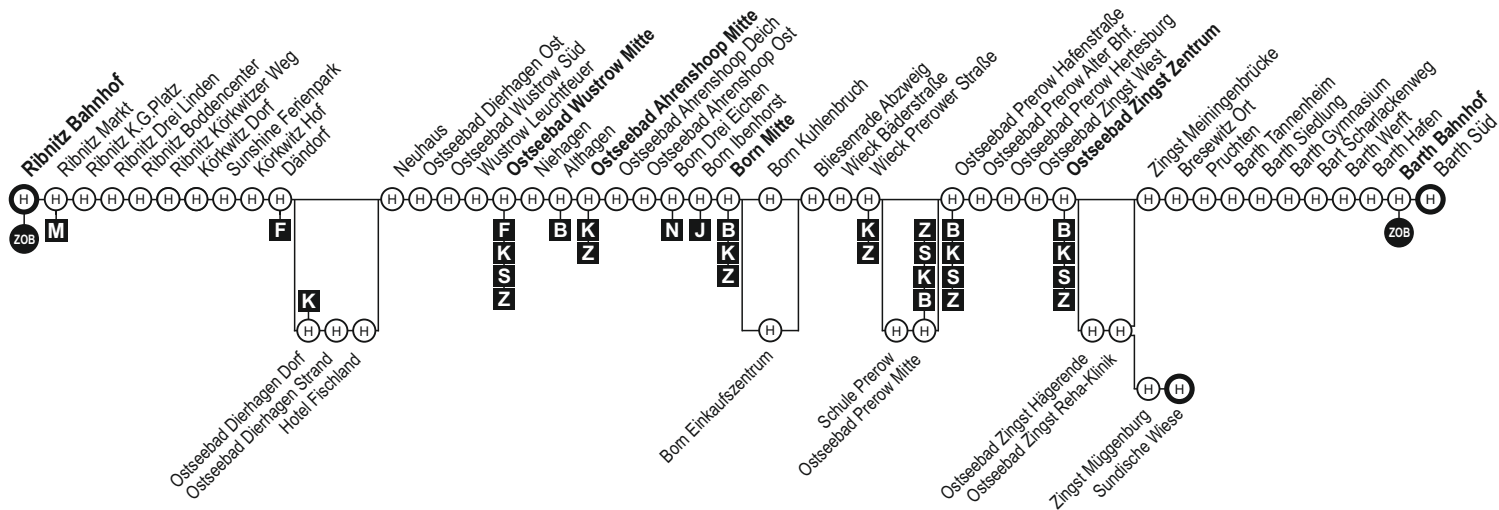 Ribnitz Bahnhof
Ribnitz Markt
Ribnitz K.G.Platz
Ribnitz Drei Linden
Ribnitz Bodencenter
Ribnitz Körkwitzer Weg
Körkwitz Dorf
Sunshine Ferienpark
Körkwitz Hof
Dändorf
Neuhaus
Ostseebad Dierhagen Ost
Ostseebad Wustrow Süd
Wustrow Leuchtfeuer
Ostseebad Wustrow Mitte
Niehagen
Althagen
Ostseebad Ahrenshoop Mitte
Ostseebad Ahrenshoop Deich
Ostseebad Ahrenshoop Ost
Born Drei Eichen
Born Ibenhorst
Born Mitte
Born Kuhlenbruch
Bliesenrade Abzweig
Wieck Bäderstraße
Wieck Prerower Straße
Ostseebad Prerow Hafenstraße
Ostseebad Prerow Alter Bhf.
Ostseebad Prerow Hertesburg
Ostseebad Zingst West
Ostseebad Zingst Zentrum
Zingst Meiningenbrücke
Bresewitz Ort
Pruchten
Barth Tannenheim
Barth Siedlung
Barth Gymnasium
Bart Scharlackenweg
Barth Werft
Barth Hafen
Barth Bahnhof
Barth Süd
H H H H H H H H H H H H H H H H H H H H H H H H H H H H H H H H H H H H H H H H H H H
ZOB M F F B K N J B K Z B B ZOB
K Z K Z S K K
S S K S S
K Z Z B Z Z
H H H H H H H H
Ostseebad Dierhagen Dorf
Ostseebad Dierhagen Strand
Hotel Fischland
Born Einkaufszentrum
Schule Prerow
Ostseebad Prerow Mitte
Ostseebad Zingst Hägerende
Ostseebad Zingst Reha-Klinik
H H
Zingst Müggenburg
Sundische Wiese